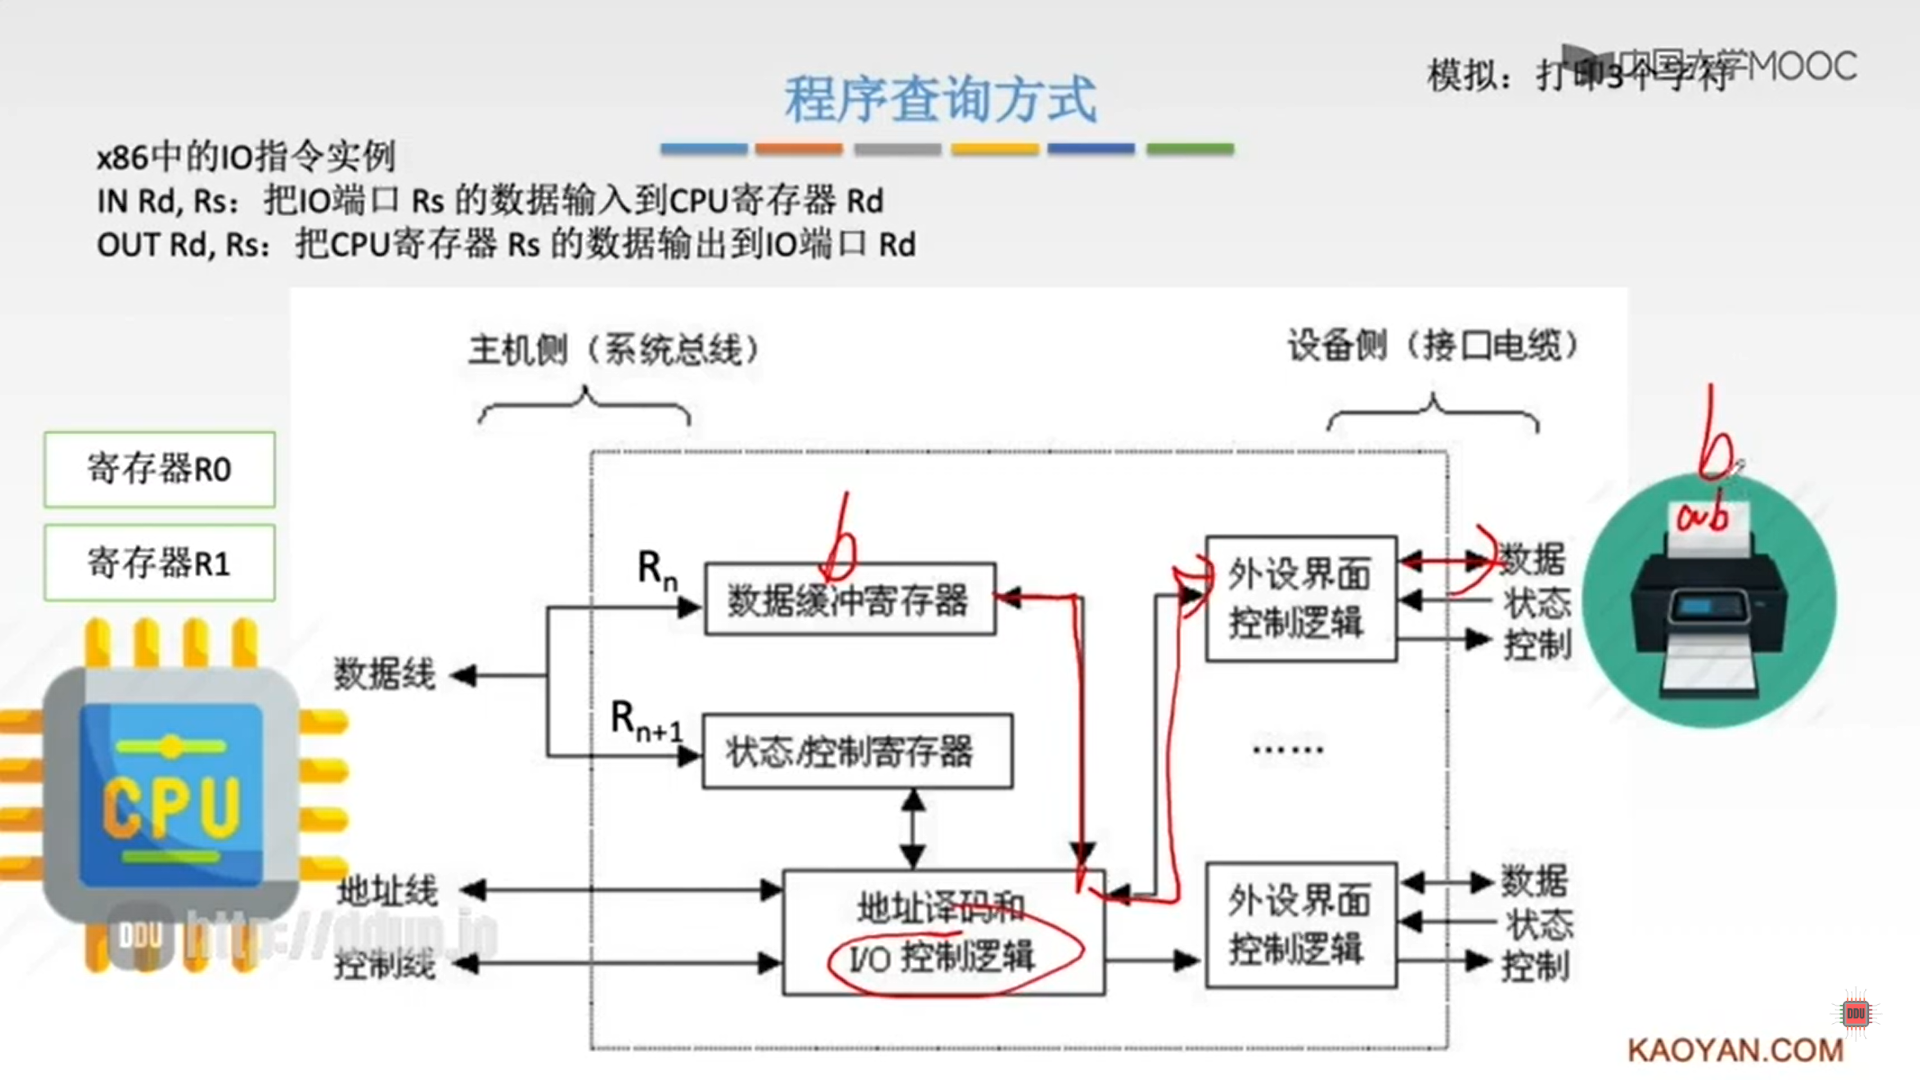 中国大学MOOC
模拟：打印3个字符
程序查询方式
x86中的IO指令实例
IN Rd, Rs：把IO端口 Rs 的数据输入到CPU寄存器 Rd
OUT Rd, Rs：把CPU寄存器 Rs 的数据输出到IO端口 Rd
主机侧（系统总线）
设备侧（接口电缆）
寄存器R0
寄存器R1
b
b
ab
Rn
数据缓冲寄存器
外设界面
控制逻辑
数据
状态
控制
数据线
Rn+1
状态/控制寄存器
……
CPU
地址线
控制线
地址译码和
I/O 控制逻辑
外设界面
控制逻辑
数据
状态
控制
DDU http://ddup.io
DDU
KAOYAN.COM